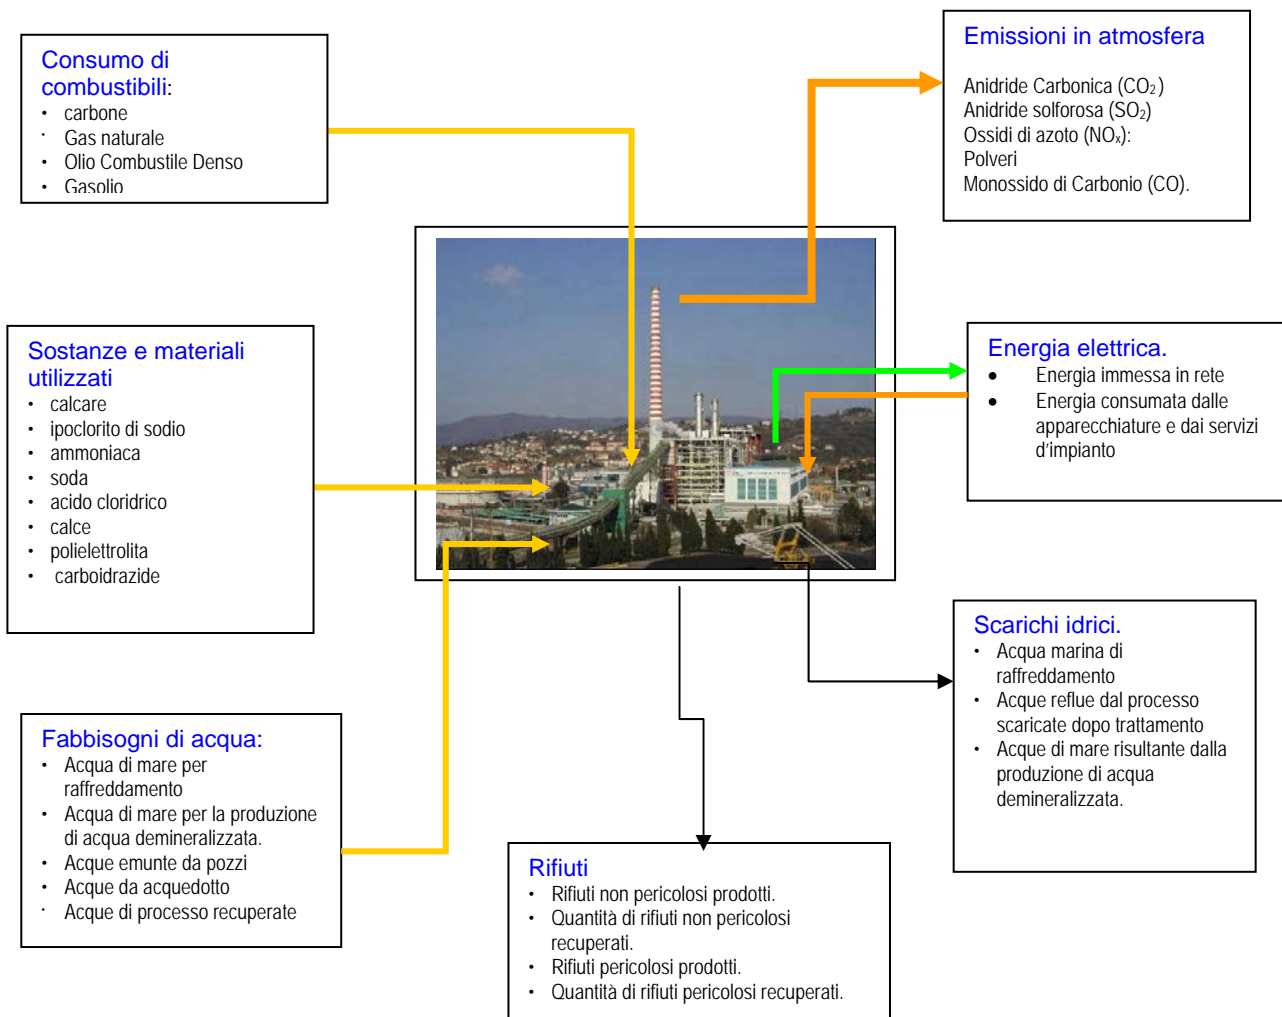 Consumo di
combustibili:
• carbone
· Gas naturale
• Olio Combustile Denso
• Gasolio
Sostanze e materiali
utilizzati
• calcare
• ipoclorito di sodio
• ammoniaca
• soda
• acido cloridrico
• calce
• polielettrolita
• carboidrazide
Fabbisogni di acqua:
• Acqua di mare per
raffreddamento
• Acqua di mare per la produzione
di acqua demineralizzata.
• Acque emunte da pozzi
• Acque da acquedotto
· Acque di processo recuperate
Emissioni in atmosfera
Anidride Carbonica (CO₂)
Anidride solforosa (SO₂)
Ossidi di azoto (NOₓ):
Polveri
Monossido di Carbonio (CO).
Energia elettrica.
● Energia immessa in rete
● Energia consumata dalle
apparecchiature e dai servizi
d'impianto
Scarichi idrici.
• Acqua marina di
raffreddamento
• Acque reflue dal processo
scaricate dopo trattamento
• Acque di mare risultante dalla
produzione di acqua
demineralizzata.
Rifiuti
• Rifiuti non pericolosi prodotti.
• Quantità di rifiuti non pericolosi
recuperati.
• Rifiuti pericolosi prodotti.
• Quantità di rifiuti pericolosi recuperati.